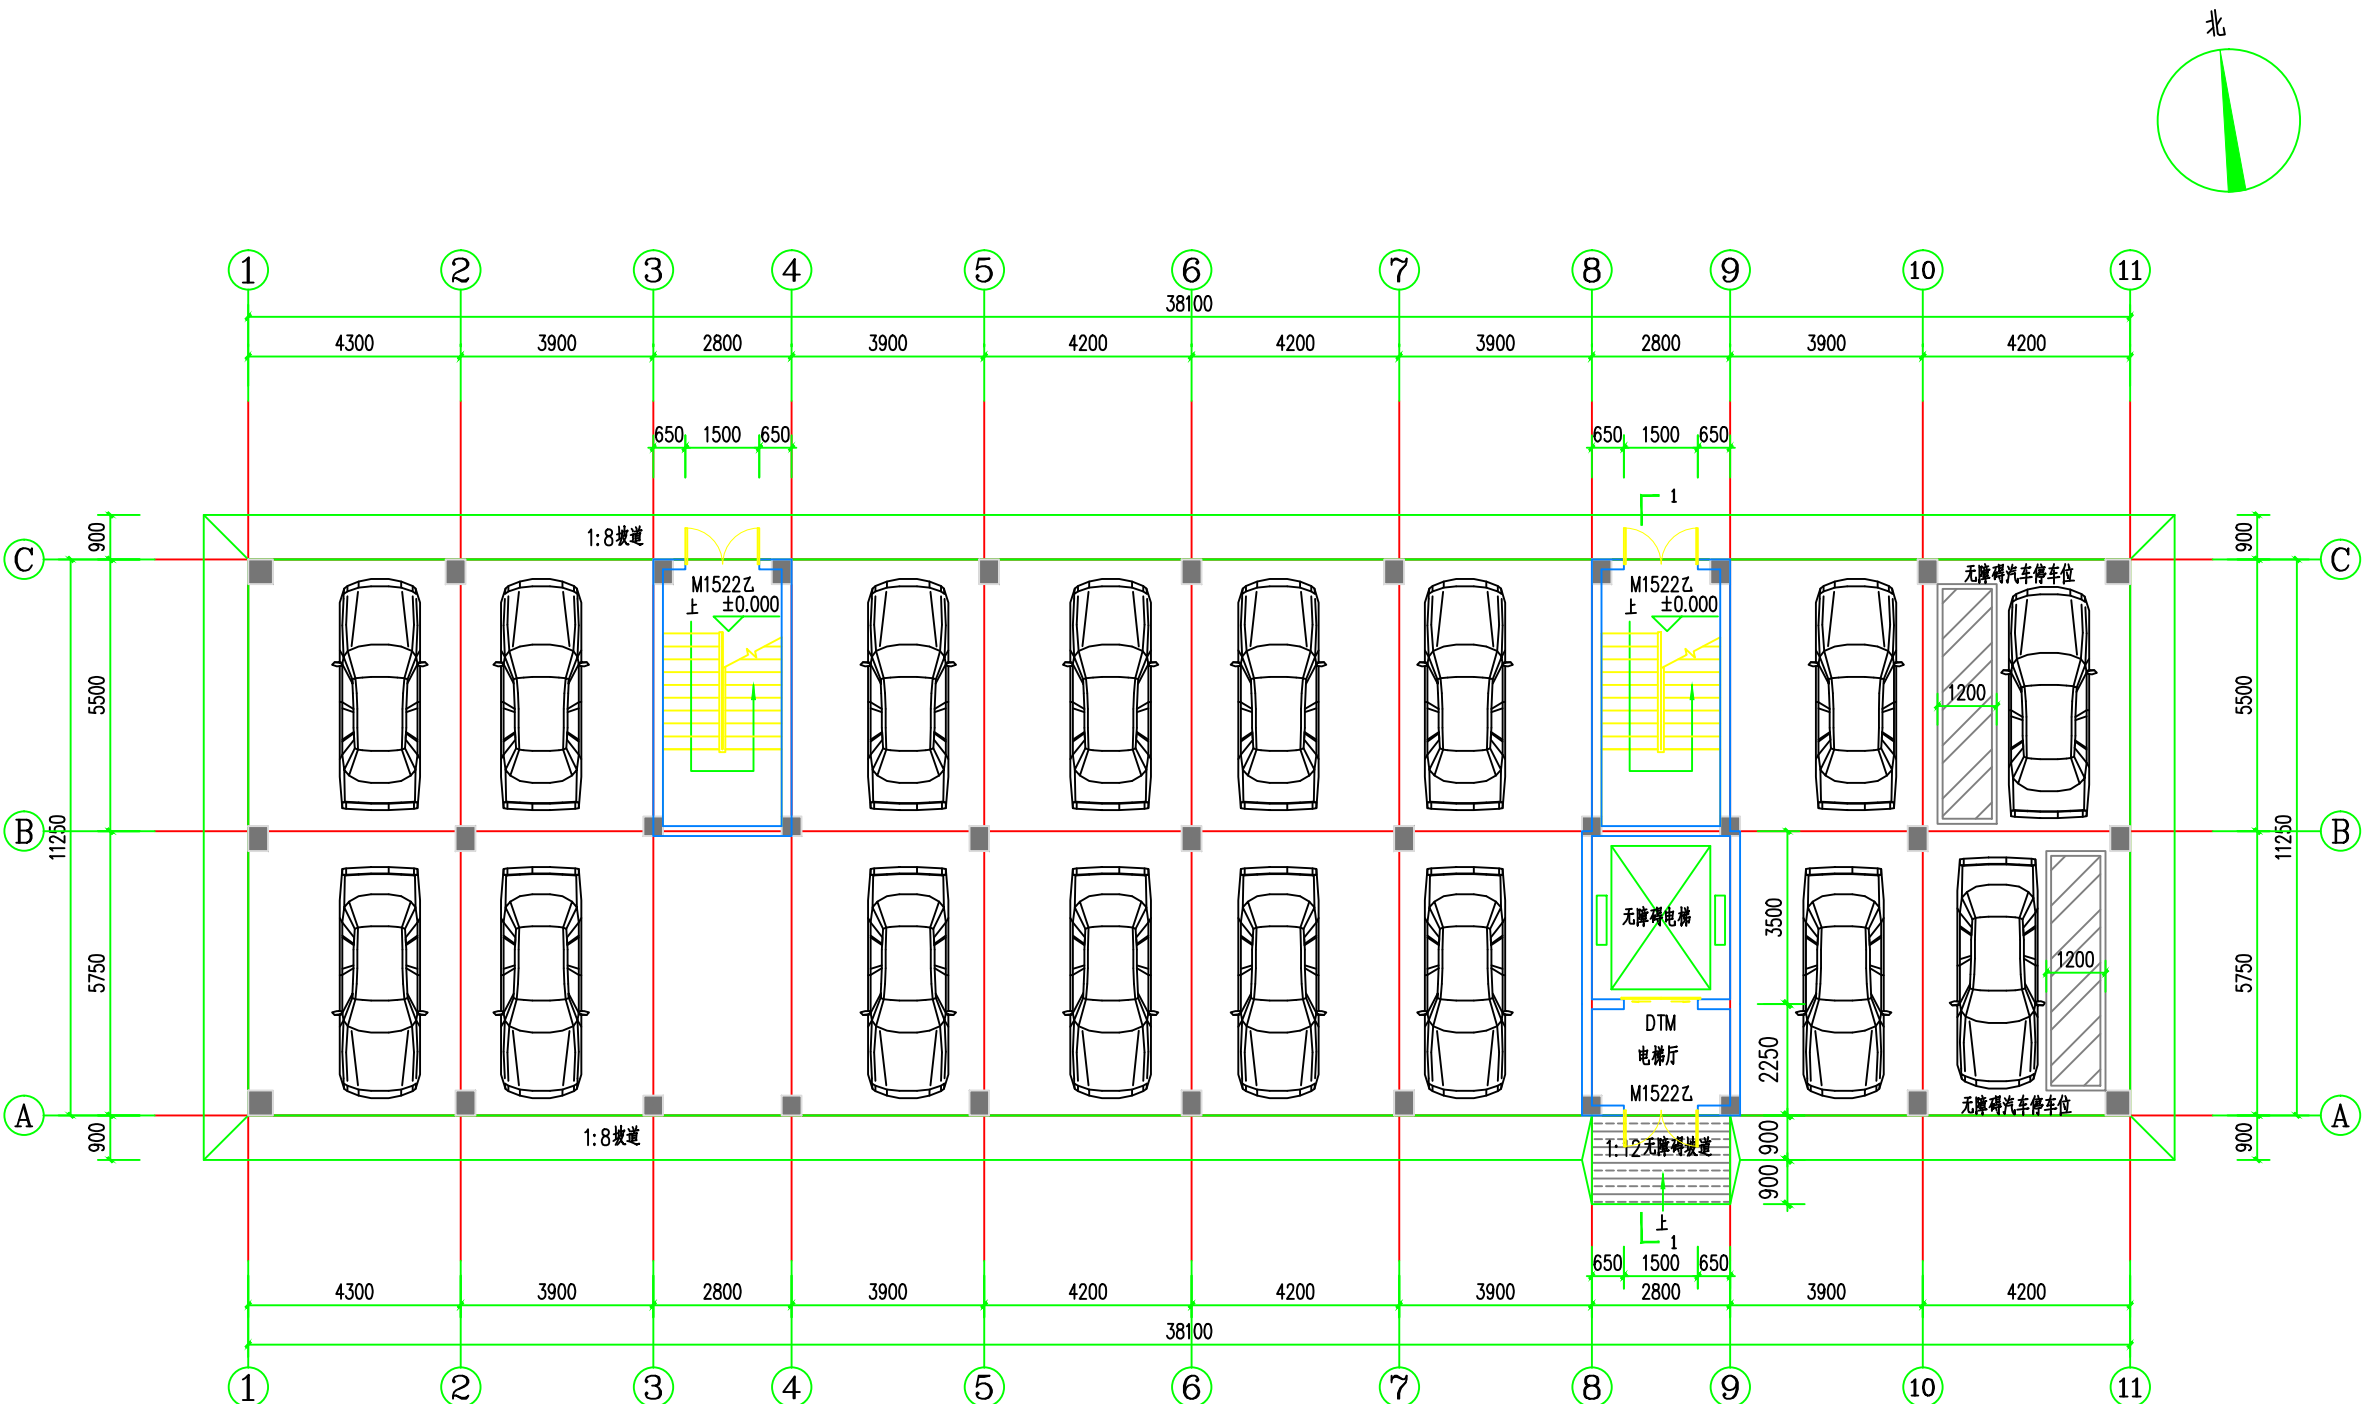 北
1 2 3 4 5 6 7 8 9 10 11
38100
4300 3900 2800 3900 4200 4200 3900 2800 3900 4200
650 1500 650 650 1500 650
1
900 1:8坡道 900
C C
M1522乙 M1522乙 无障碍汽车停车位
上 ±0.000 上 ±0.000
5500 1200 5500
B B
11250 11250
无障碍电梯 3500
5750 1200 5750
DTM
电梯厅 2250
M1522乙 无障碍汽车停车位
A A
900 1:8坡道 1:12无障碍坡道 900 900
900
上
1
650 1500 650
4300 3900 2800 3900 4200 4200 3900 2800 3900 4200
38100
1 2 3 4 5 6 7 8 9 10 11